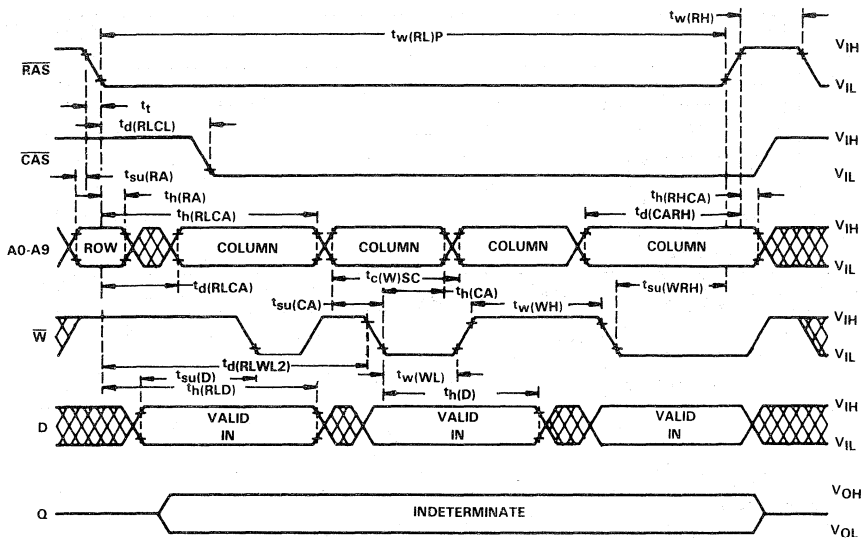 tw(RH)
tw(RL)P
VIH
RAS
VIL
tt
td(RLCL)
VIH
CAS
tsu(RA)
VIL
th(RA)
th(RHCA)
th(RLCA)
td(CARH)
VIH
A0-A9
ROW
COLUMN
COLUMN
COLUMN
COLUMN
VIL
tc(W)SC
td(RLCA)
tsu(CA)
th(CA)
tw(WH)
tsu(WRH)
VIH
W
VIL
td(RLWL2)
tsu(D)
tw(WL)
th(RLD)
th(D)
VIH
D
VALID IN
VALID IN
VALID IN
VIL
VOH
Q
INDETERMINATE
VOL